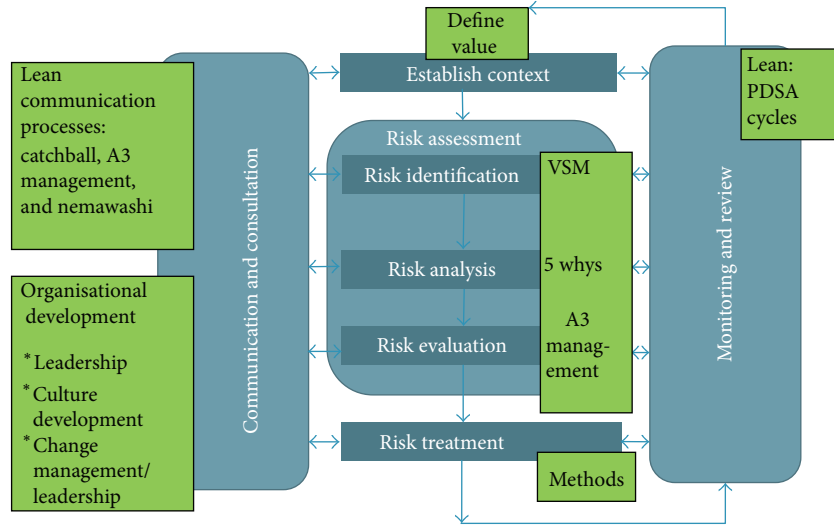 Define
value
Establish context
Lean
communication
processes:
catchball, A3
management,
and nemawashi
Lean:
PDSA
cycles
Risk assessment
Risk identification
VSM
Communication and consultation
Monitoring and review
Risk analysis
5 whys
Organisational
development
*Leadership
*Culture
development
*Change
management/
leadership
Risk evaluation
A3
manag-
ement
Risk treatment
Methods